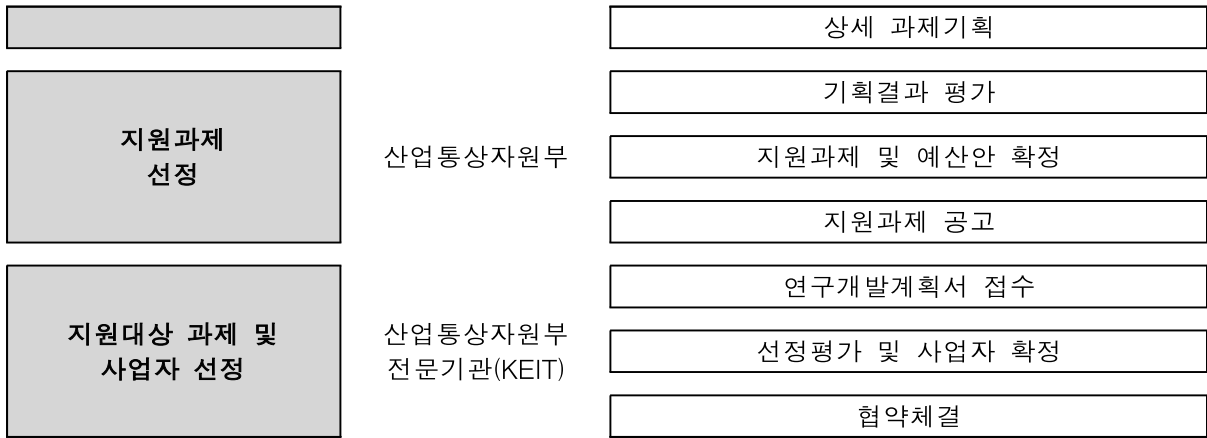 상세 과제기획
기획결과 평가
지원과제
선정
산업통상자원부
지원과제 및 예산안 확정
지원과제 공고
연구개발계획서 접수
지원대상 과제 및
사업자 선정
산업통상자원부
전문기관(KEIT)
선정평가 및 사업자 확정
협약체결